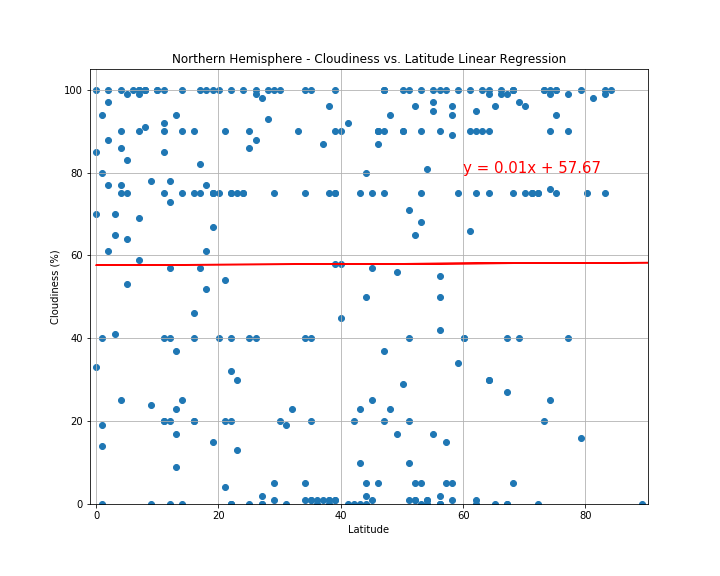 Northern Hemisphere - Cloudiness vs. Latitude Linear Regression
100
80
60
40
20
0
Cloudiness (%)
y = 0.01x + 57.67
0
20
40
60
80
Latitude